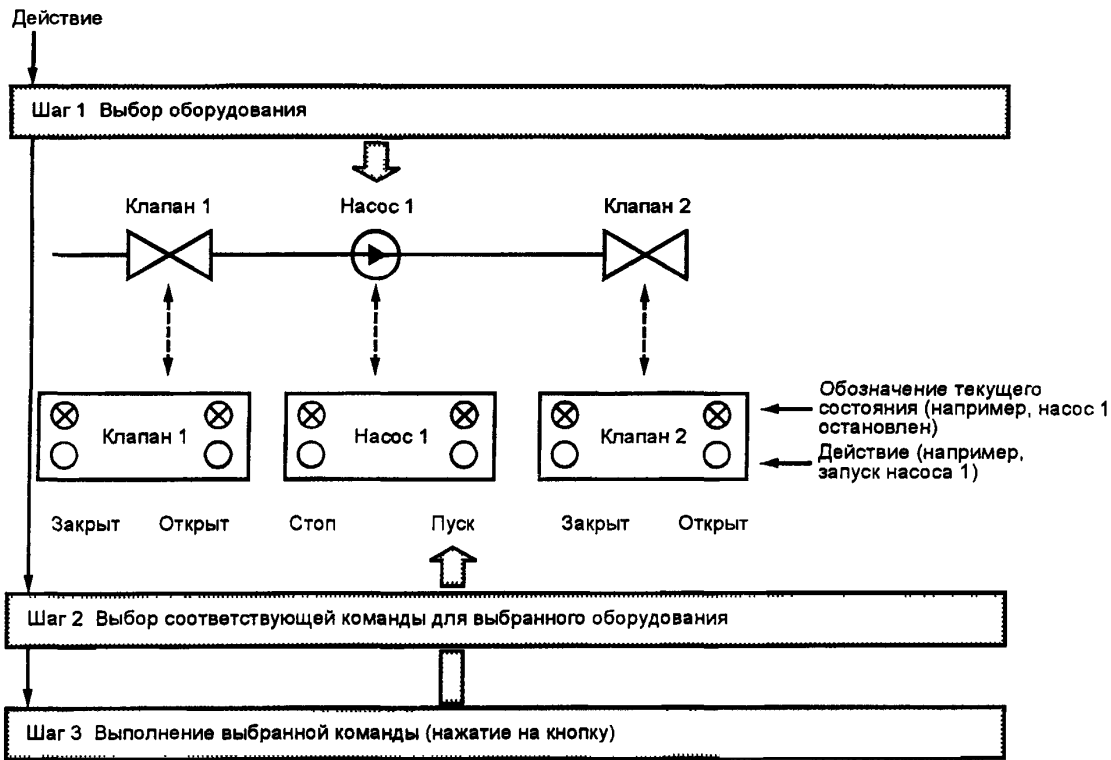 Действие
Шаг 1 Выбор оборудования
Клапан 1
Насос 1
Клапан 2
Клапан 1
Насос 1
Клапан 2
Обозначение текущего
состояния (например, насос 1
остановлен)
Действие (например,
запуск насоса 1)
Закрыт
Открыт
Стоп
Пуск
Закрыт
Открыт
Шаг 2 Выбор соответствующей команды для выбранного оборудования
Шаг 3 Выполнение выбранной команды (нажатие на кнопку)